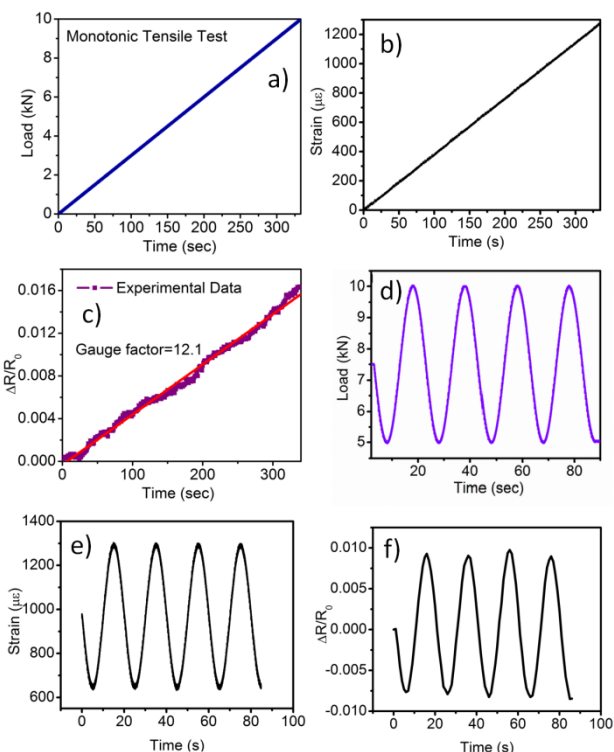 Monotonic Tensile Test
a)
Load (kN)
10
8
6
4
2
0
0 50 100 150 200 250 300
Time (sec)
b)
Strain (με)
1200
1000
800
600
400
200
0
0 50 100 150 200 250 300
Time (s)
c)
Experimental Data
Gauge factor=12.1
ΔR/R0
0.016
0.012
0.008
0.004
0.000
0 100 200 300
Time (sec)
d)
Load (kN)
10
9
8
7
6
5
20 40 60 80
Time (sec)
e)
Strain (με)
1400
1200
1000
800
600
0 20 40 60 80 100
Time (s)
f)
ΔR/R0
0.010
0.005
0.000
-0.005
-0.010
0 20 40 60 80 100
Time (s)